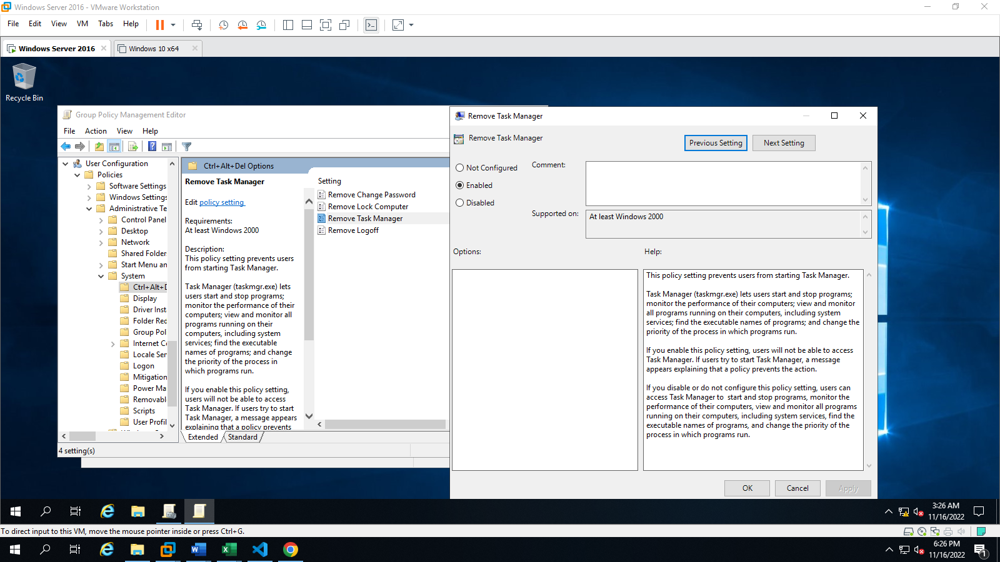 Windows Server 2016 - VMware Workstation
File Edit View VM Tabs Help
Windows Server 2016
Windows 10 x64
Recycle Bin
Group Policy Management Editor
File Action View Help
User Configuration
Policies
Software Settings
Windows Settings
Administrative Te
Control Panel
Desktop
Network
Shared Folder
Start Menu an
System
Ctrl+Alt+D
Display
Driver Inst
Folder Rec
Group Pol
Internet C
Locale Ser
Logon
Mitigation
Power Ma
Removabl
Scripts
User Profil
Ctrl+Alt+Del Options
Remove Task Manager
Edit policy setting
Requirements:
At least Windows 2000
Description:
This policy setting prevents users
from starting Task Manager.
Task Manager (taskmgr.exe) lets
users start and stop programs;
monitor the performance of their
computers; view and monitor all
programs running on their
computers, including system
services; find the executable
names of programs; and change
the priority of the process in
which programs run.
If you enable this policy setting,
users will not be able to access
Task Manager. If users try to start
Task Manager, a message appears
explaining that a policy prevents
Setting
Remove Change Password
Remove Lock Computer
Remove Task Manager
Remove Logoff
Extended
Standard
4 setting(s)
Remove Task Manager
Remove Task Manager
Previous Setting
Next Setting
Not Configured
Enabled
Disabled
Comment:
Supported on:
At least Windows 2000
Options:
Help:
This policy setting prevents users from starting Task Manager.
Task Manager (taskmgr.exe) lets users start and stop programs;
monitor the performance of their computers; view and monitor
all programs running on their computers, including system
services; find the executable names of programs; and change the
priority of the process in which programs run.
If you enable this policy setting, users will not be able to access
Task Manager. If users try to start Task Manager, a message
appears explaining that a policy prevents the action.
If you disable or do not configure this policy setting, users can
access Task Manager to  start and stop programs, monitor the
performance of their computers, view and monitor all programs
running on their computers, including system services, find the
executable names of programs, and change the priority of the
process in which programs run.
OK
Cancel
Apply
3:26 AM
11/16/2022
To direct input to this VM, move the mouse pointer inside or press Ctrl+G.
6:26 PM
11/16/2022
1